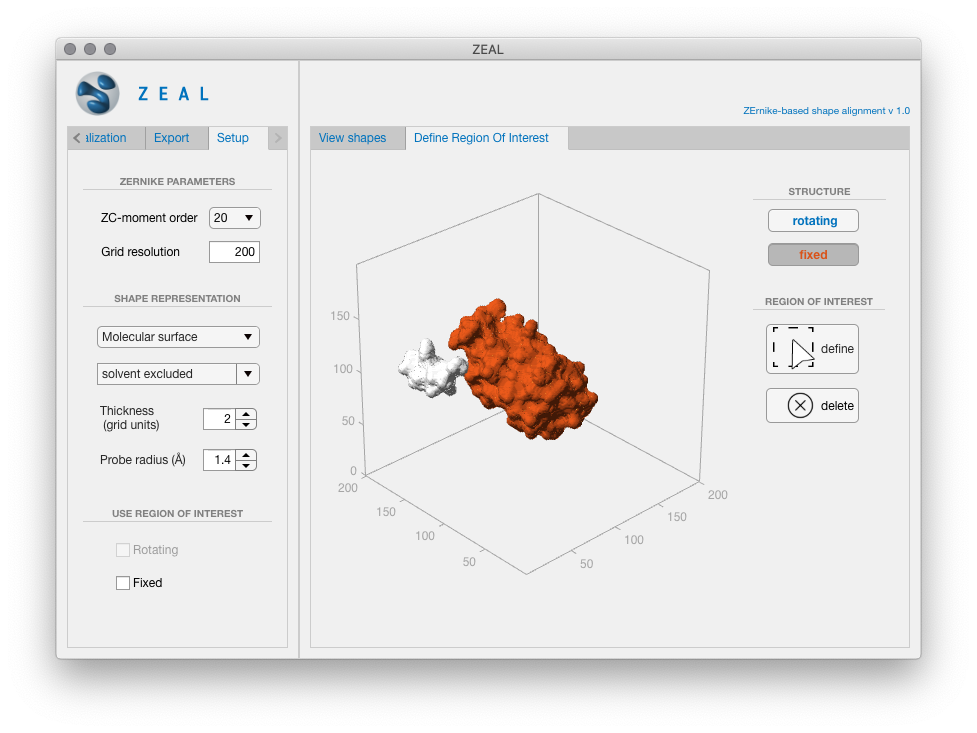 ZEAL
Z E A L
ZErnike-based shape alignment v 1.0
alization Export Setup
ZERNIKE PARAMETERS
ZC-moment order 20
Grid resolution 200
SHAPE REPRESENTATION
Molecular surface
solvent excluded
Thickness
(grid units) 2
Probe radius (Å) 1.4
USE REGION OF INTEREST
Rotating
Fixed
View shapes Define Region Of Interest
150
100
50
0
200
150
100
50
50
100
150
200
STRUCTURE
rotating
fixed
REGION OF INTEREST
define
delete